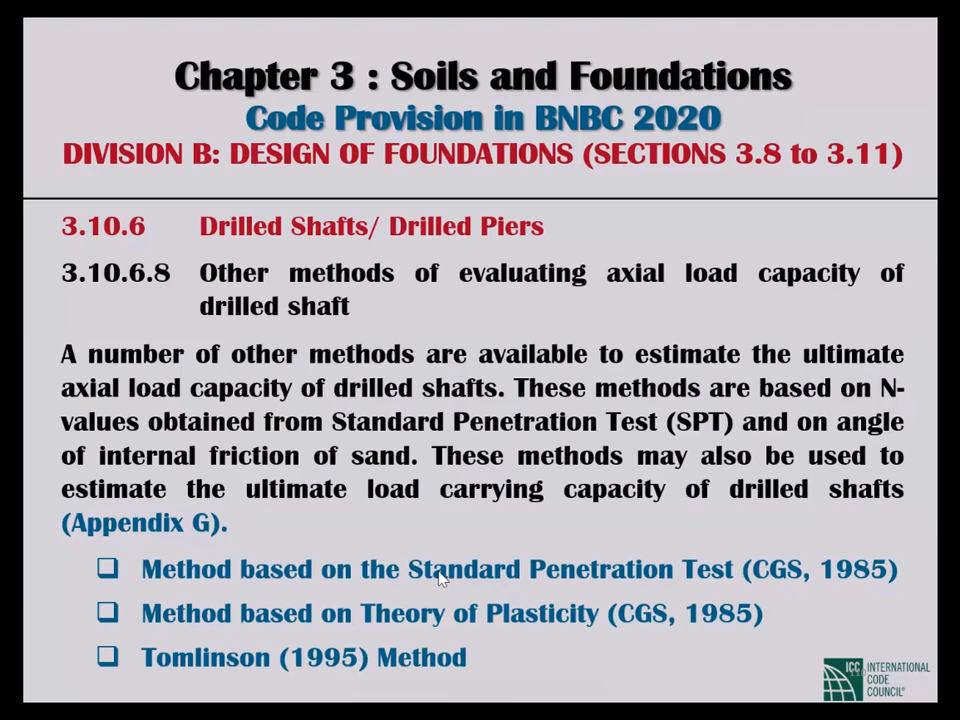 Chapter 3 : Soils and Foundations
Code Provision in BNBC 2020
DIVISION B: DESIGN OF FOUNDATIONS (SECTIONS 3.8 to 3.11)
3.10.6 Drilled Shafts/ Drilled Piers
3.10.6.8 Other methods of evaluating axial load capacity of
drilled shaft
A number of other methods are available to estimate the ultimate
axial load capacity of drilled shafts. These methods are based on N-
values obtained from Standard Penetration Test (SPT) and on angle
of internal friction of sand. These methods may also be used to
estimate the ultimate load carrying capacity of drilled shafts
(Appendix G).
❑ Method based on the Standard Penetration Test (CGS, 1985)
❑ Method based on Theory of Plasticity (CGS, 1985)
❑ Tomlinson (1995) Method
ICC INTERNATIONAL
CODE
COUNCIL®